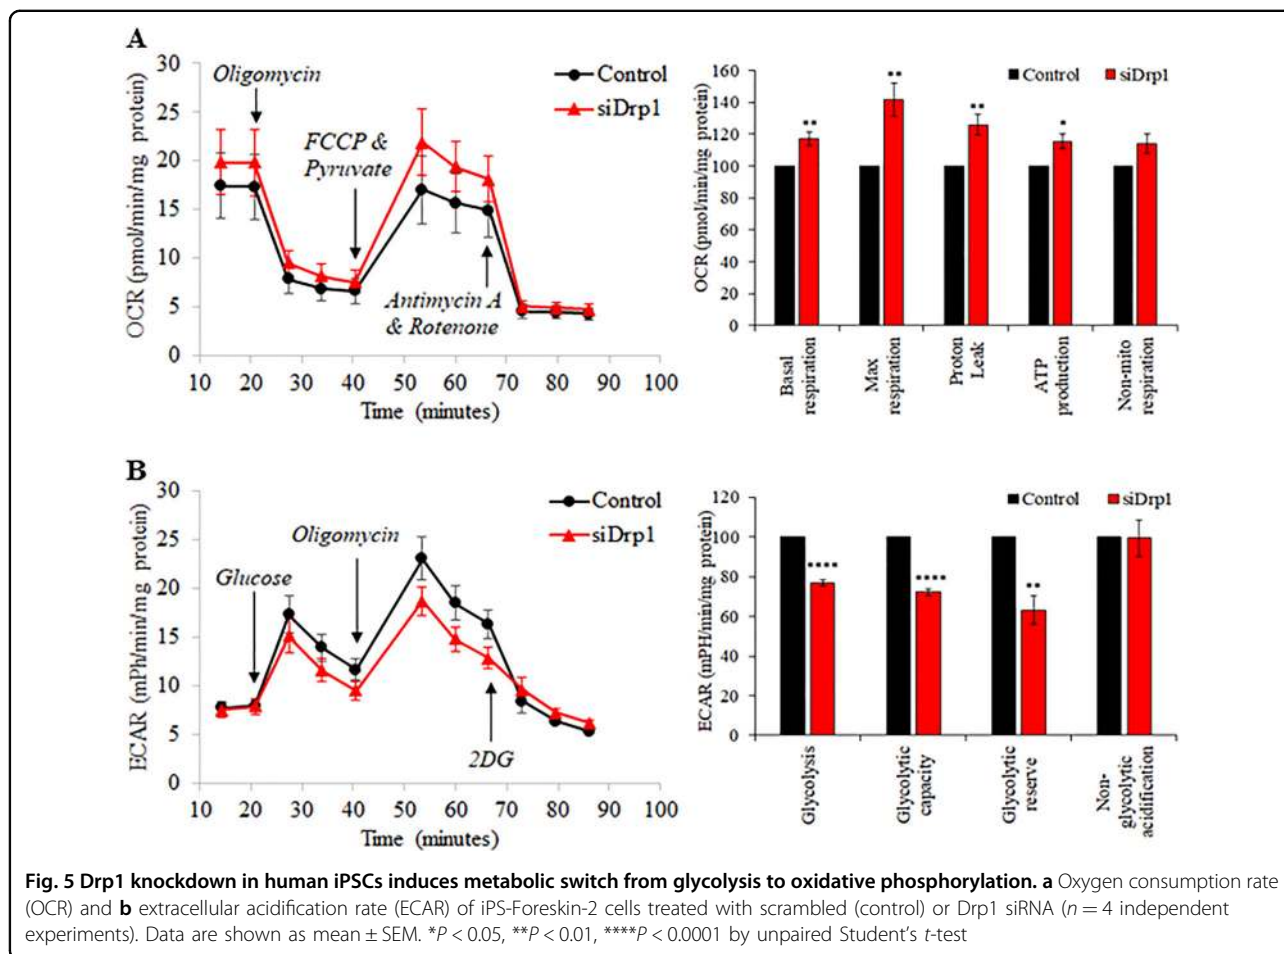 A
30
25
20
15
10
5
0
OCR (pmol/min/mg protein)
Oligomycin
FCCP &
Pyruvate
Antimycin A
& Rotenone
Control
siDrp1
10 20 30 40 50 60 70 80 90 100
Time (minutes)
160
140
120
100
80
60
40
20
0
OCR (pmol/min/mg protein)
Control siDrp1
** ** ** *
Basal
respiration
Max
respiration
Proton
Leak
ATP
production
Non-mito
respiration
B
30
25
20
15
10
5
0
ECAR (mPh/min/mg protein)
Glucose
Oligomycin
2DG
Control
siDrp1
10 20 30 40 50 60 70 80 90 100
Time (minutes)
120
100
80
60
40
20
0
ECAR (mPH/min/mg protein)
Control siDrp1
**** **** **
Glycolysis
Glycolytic
capacity
Glycolytic
reserve
Non-
glycolytic
acidification
Fig. 5 Drp1 knockdown in human iPSCs induces metabolic switch from glycolysis to oxidative phosphorylation. a Oxygen consumption rate
(OCR) and b extracellular acidification rate (ECAR) of iPS-Foreskin-2 cells treated with scrambled (control) or Drp1 siRNA (n = 4 independent
experiments). Data are shown as mean ± SEM. *P < 0.05, **P < 0.01, ****P < 0.0001 by unpaired Student's t-test